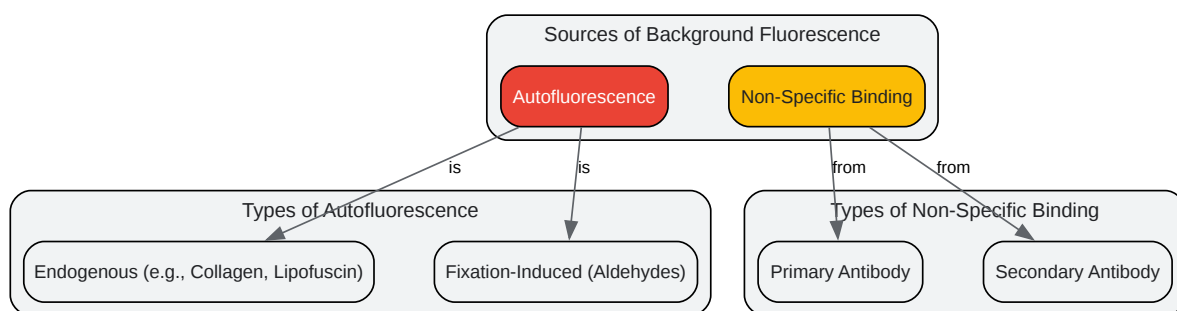 Sources of Background Fluorescence
Autofluorescence
Non-Specific Binding
is
is
from
from
Types of Autofluorescence
Types of Non-Specific Binding
Endogenous (e.g., Collagen, Lipofuscin)
Fixation-Induced (Aldehydes)
Primary Antibody
Secondary Antibody